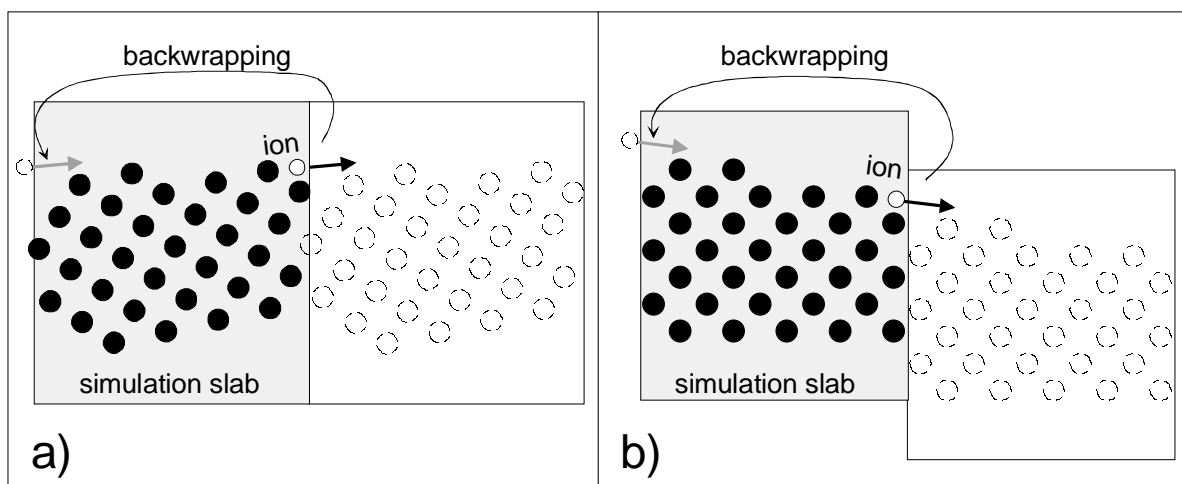 backwrapping
ion
simulation slab
a)
backwrapping
ion
simulation slab
b)